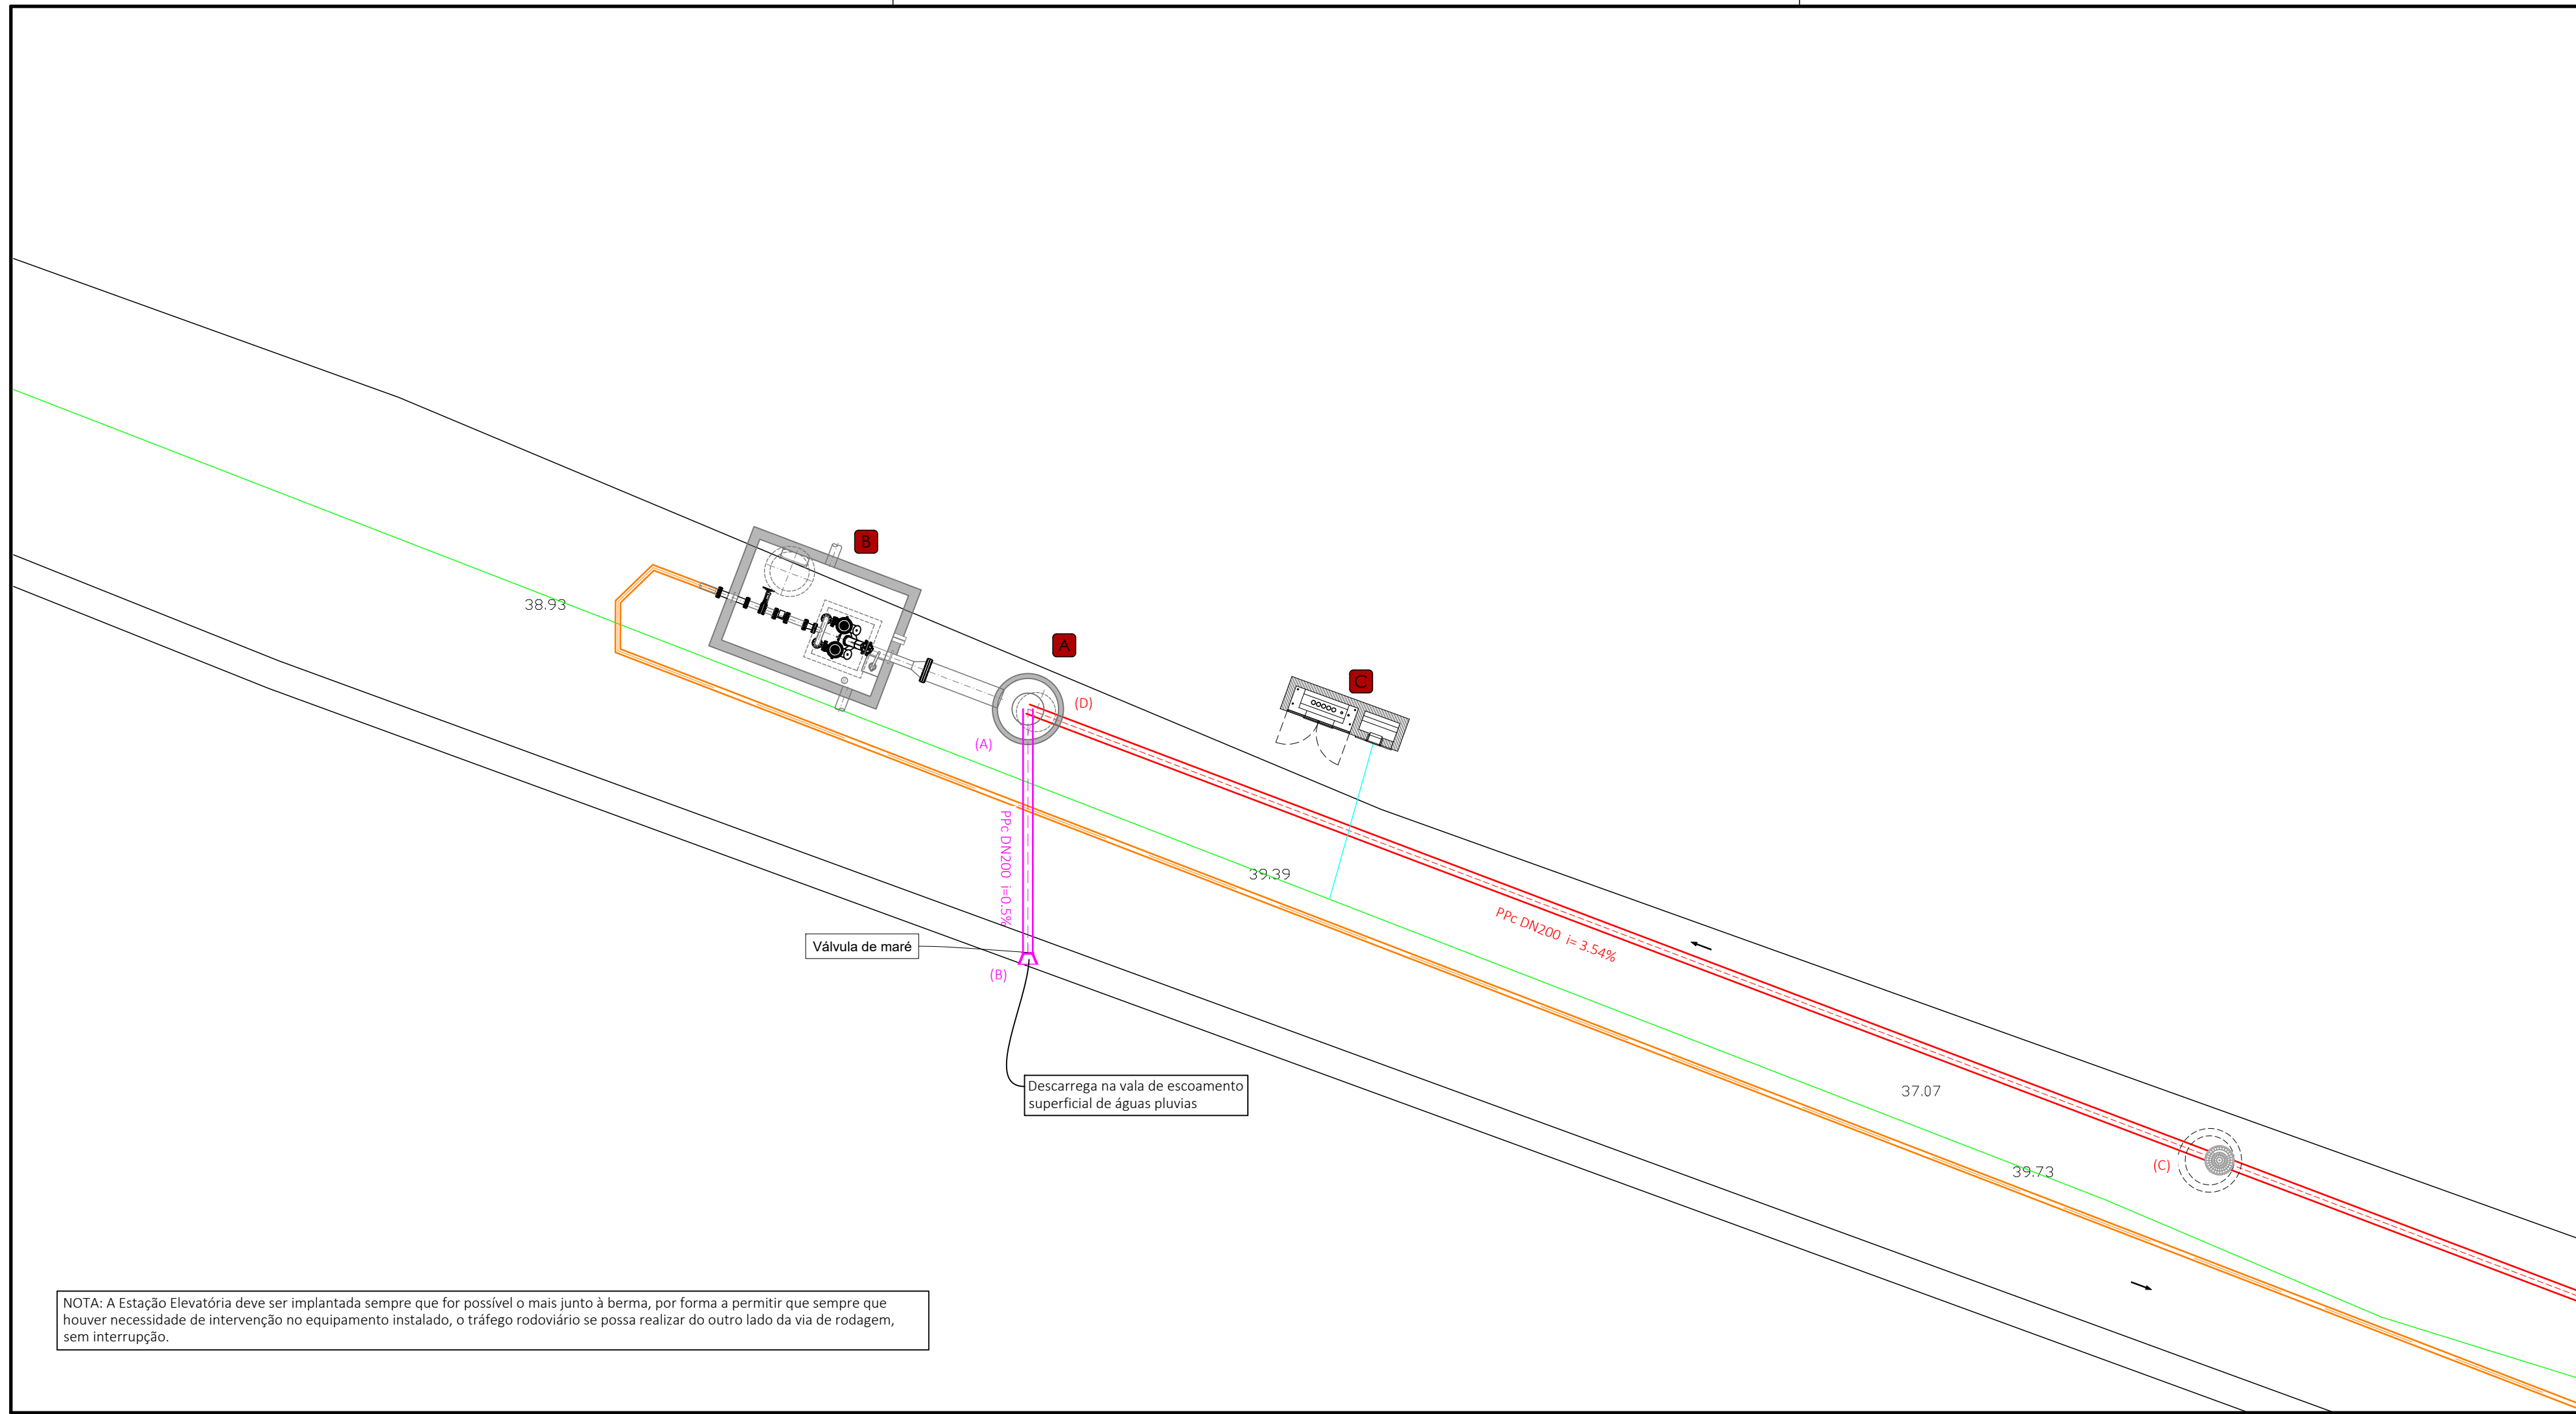 B
38.93
A
C
(D)
(A)
PPc DN200 i=0.5%
39.39
PPc DN200 i= 3.54%
Válvula de maré
(B)
Descarrega na vala de escoamento
superficial de águas pluvias
37.07
(C)
39.73
NOTA: A Estação Elevatória deve ser implantada sempre que for possível o mais junto à berma, por forma a permitir que sempre que
houver necessidade de intervenção no equipamento instalado, o tráfego rodoviário se possa realizar do outro lado da via de rodagem,
sem interrupção.